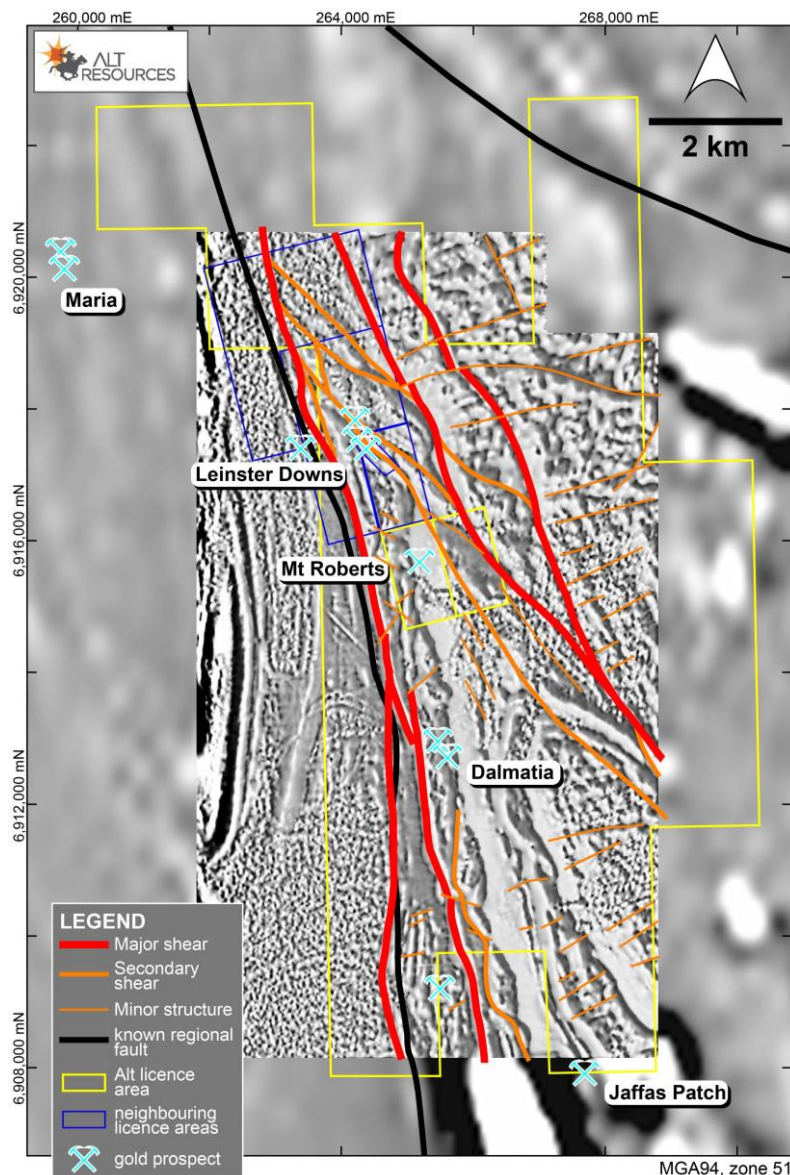 260,000 mE
264,000 mE
268,000 mE
ALT
RESOURCES
2 km
6,920,000 mN
Maria
Leinster Downs
6,916,000 mN
Mt Roberts
Dalmatia
6,912,000 mN
LEGEND
Major shear
Secondary
shear
Minor structure
known regional
fault
Alt licence
area
neighbouring
licence areas
gold prospect
6,908,000 mN
Jaffas Patch
MGA94, zone 51